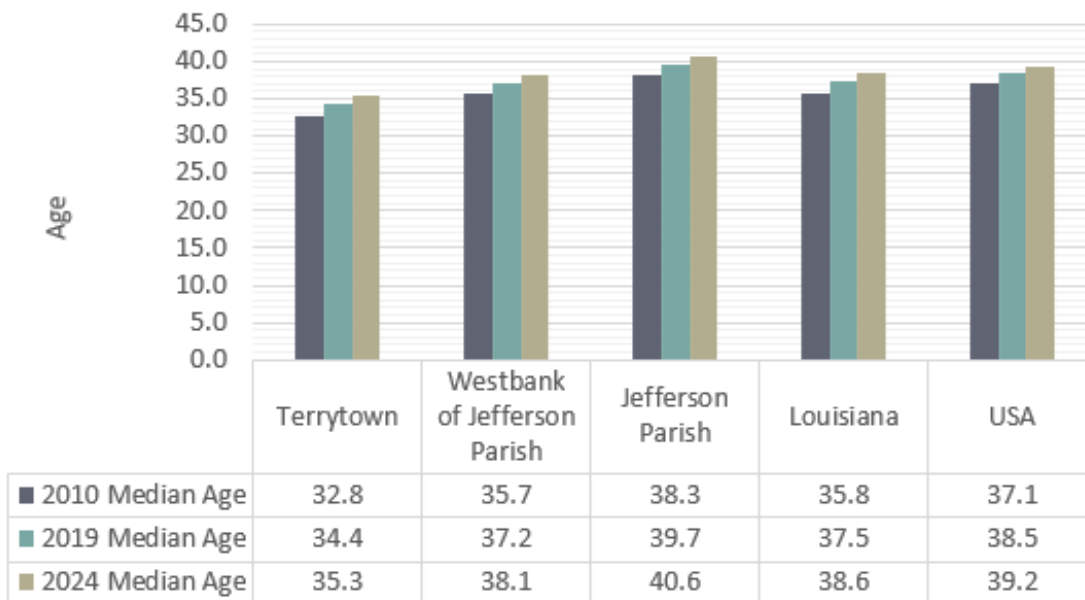 45.0
40.0
35.0
30.0
25.0
20.0
15.0
10.0
5.0
0.0
Age
Terrytown
Westbank
of Jefferson
Parish
Jefferson
Parish
Louisiana
USA
2010 Median Age 32.8 35.7 38.3 35.8 37.1
2019 Median Age 34.4 37.2 39.7 37.5 38.5
2024 Median Age 35.3 38.1 40.6 38.6 39.2